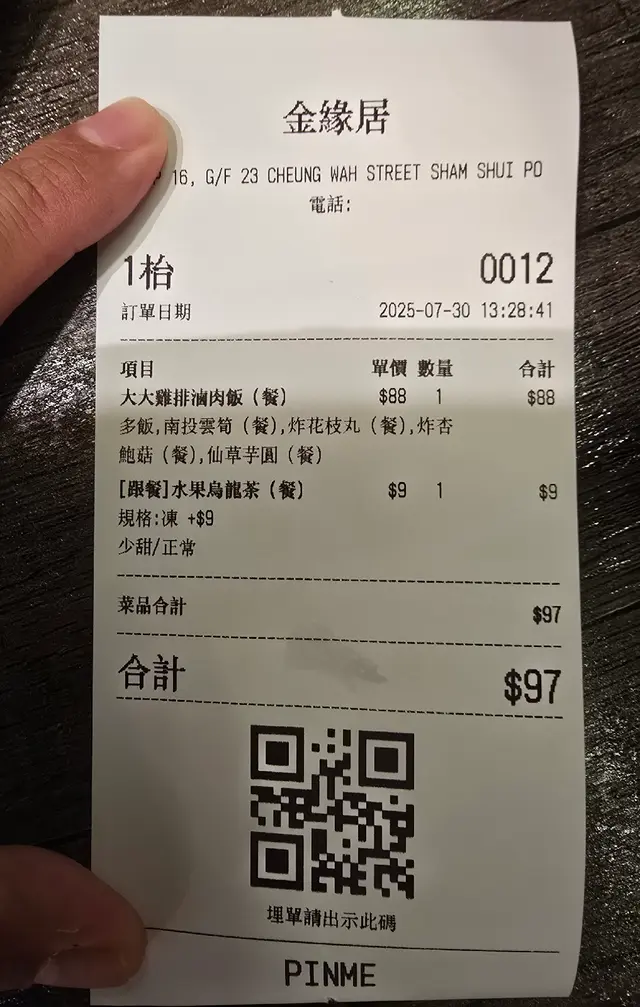 金緣居
16, G/F 23 CHEUNG WAH STREET SHAM SHUI PO
電話:
1枱 0012
訂單日期 2025-07-30 13:28:41
項目 單價 數量 合計
大大雞排滷肉飯（餐） $88 1 $88
多飯,南投雲筍（餐）,炸花枝丸（餐）,炸杏
鮑菇（餐）,仙草芋圓（餐）
[跟餐]水果烏龍茶（餐） $9 1 $9
規格:凍 +$9
少甜/正常
菜品合計 $97
合計 $97
埋單請出示此碼
PINME